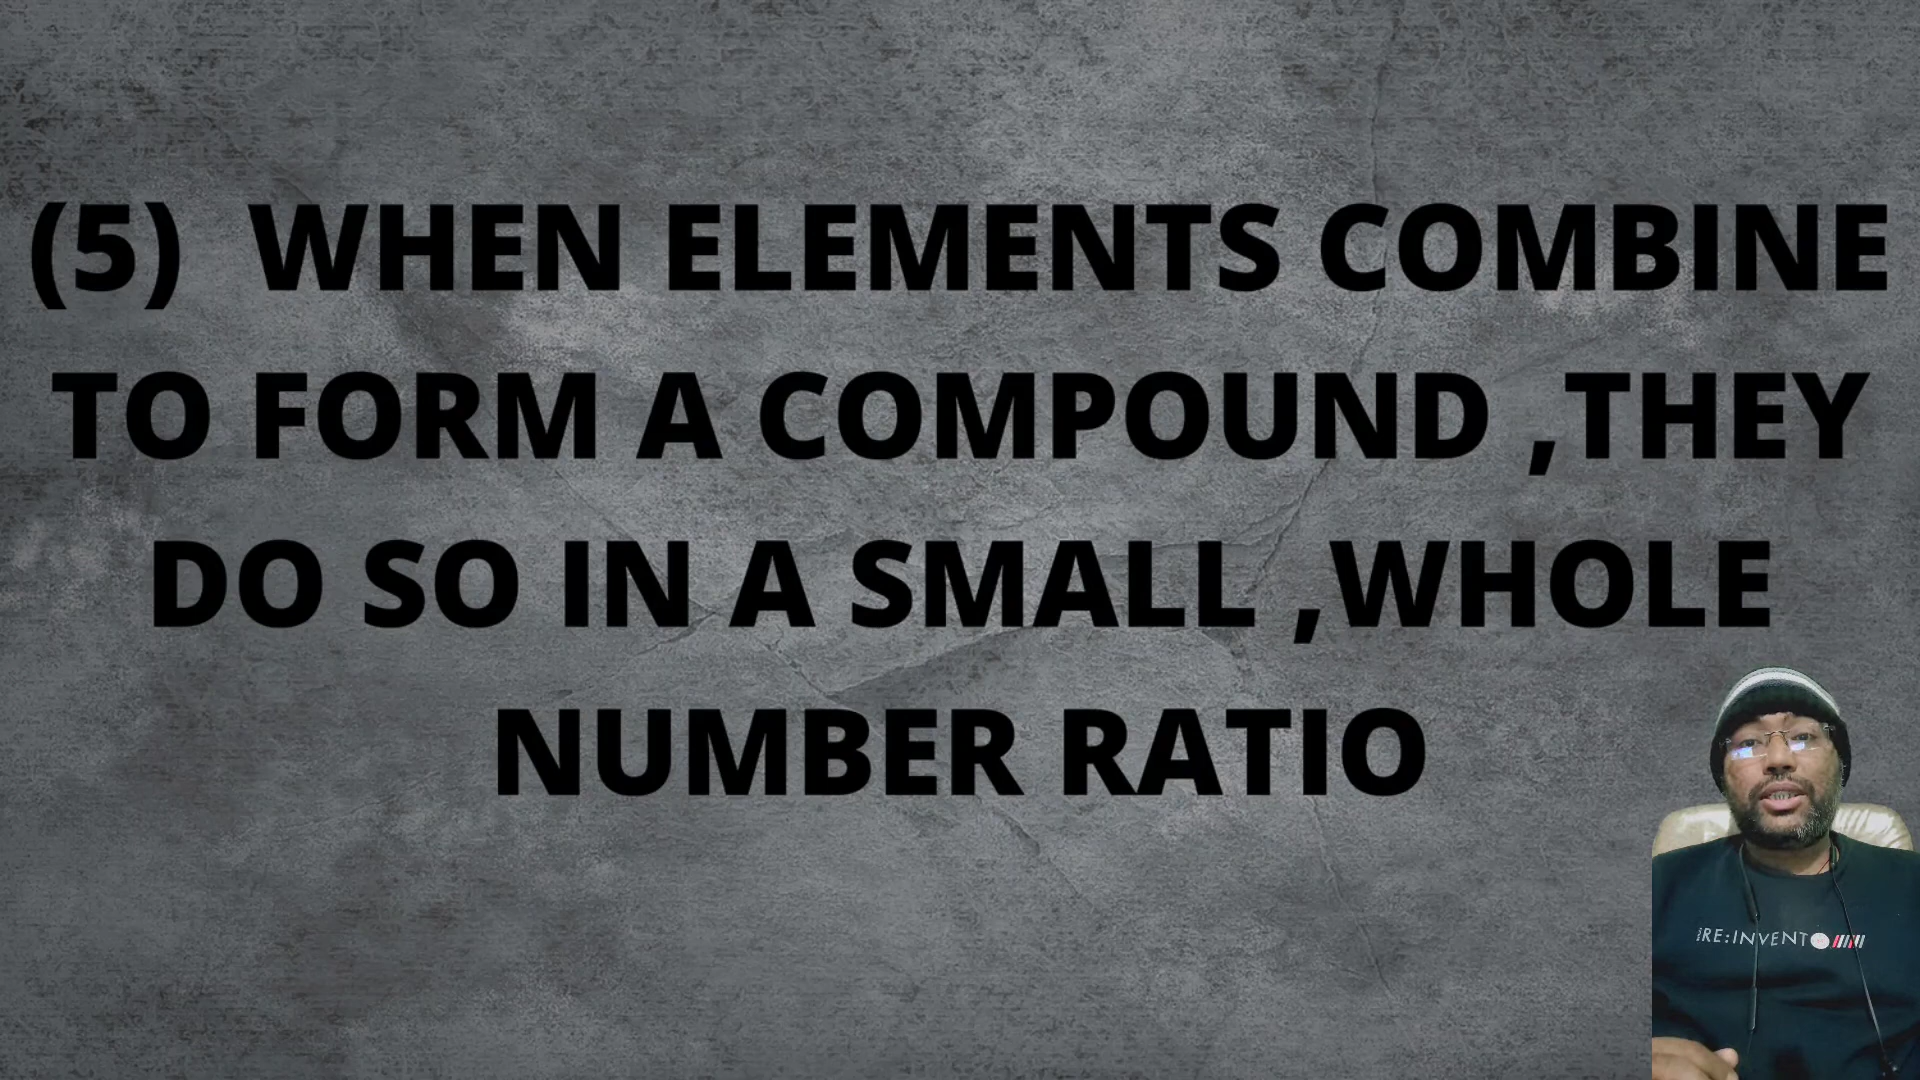 (5)  WHEN ELEMENTS COMBINE
TO FORM A COMPOUND ,THEY
DO SO IN A SMALL ,WHOLE
NUMBER RATIO
RE:INVENT